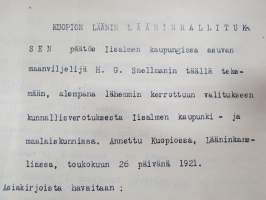 KUOPION LÄÄNIN LÄÄNINHALLITUK-
SEN päätös Iisalmen kaupungissa asuvan
maanviljelijä H. G. Snellmanin täällä teke-
mään, alempana lähemmin kerrottuun valitukseen
kunnallisverotuksesta Iisalmen kaupunki- ja
maalaiskunnissa. Annettu Kuopiossa, Lääninkans-
liassa, toukokuun 26 päivänä 1921.
Asiakirjoista havaitaan ;